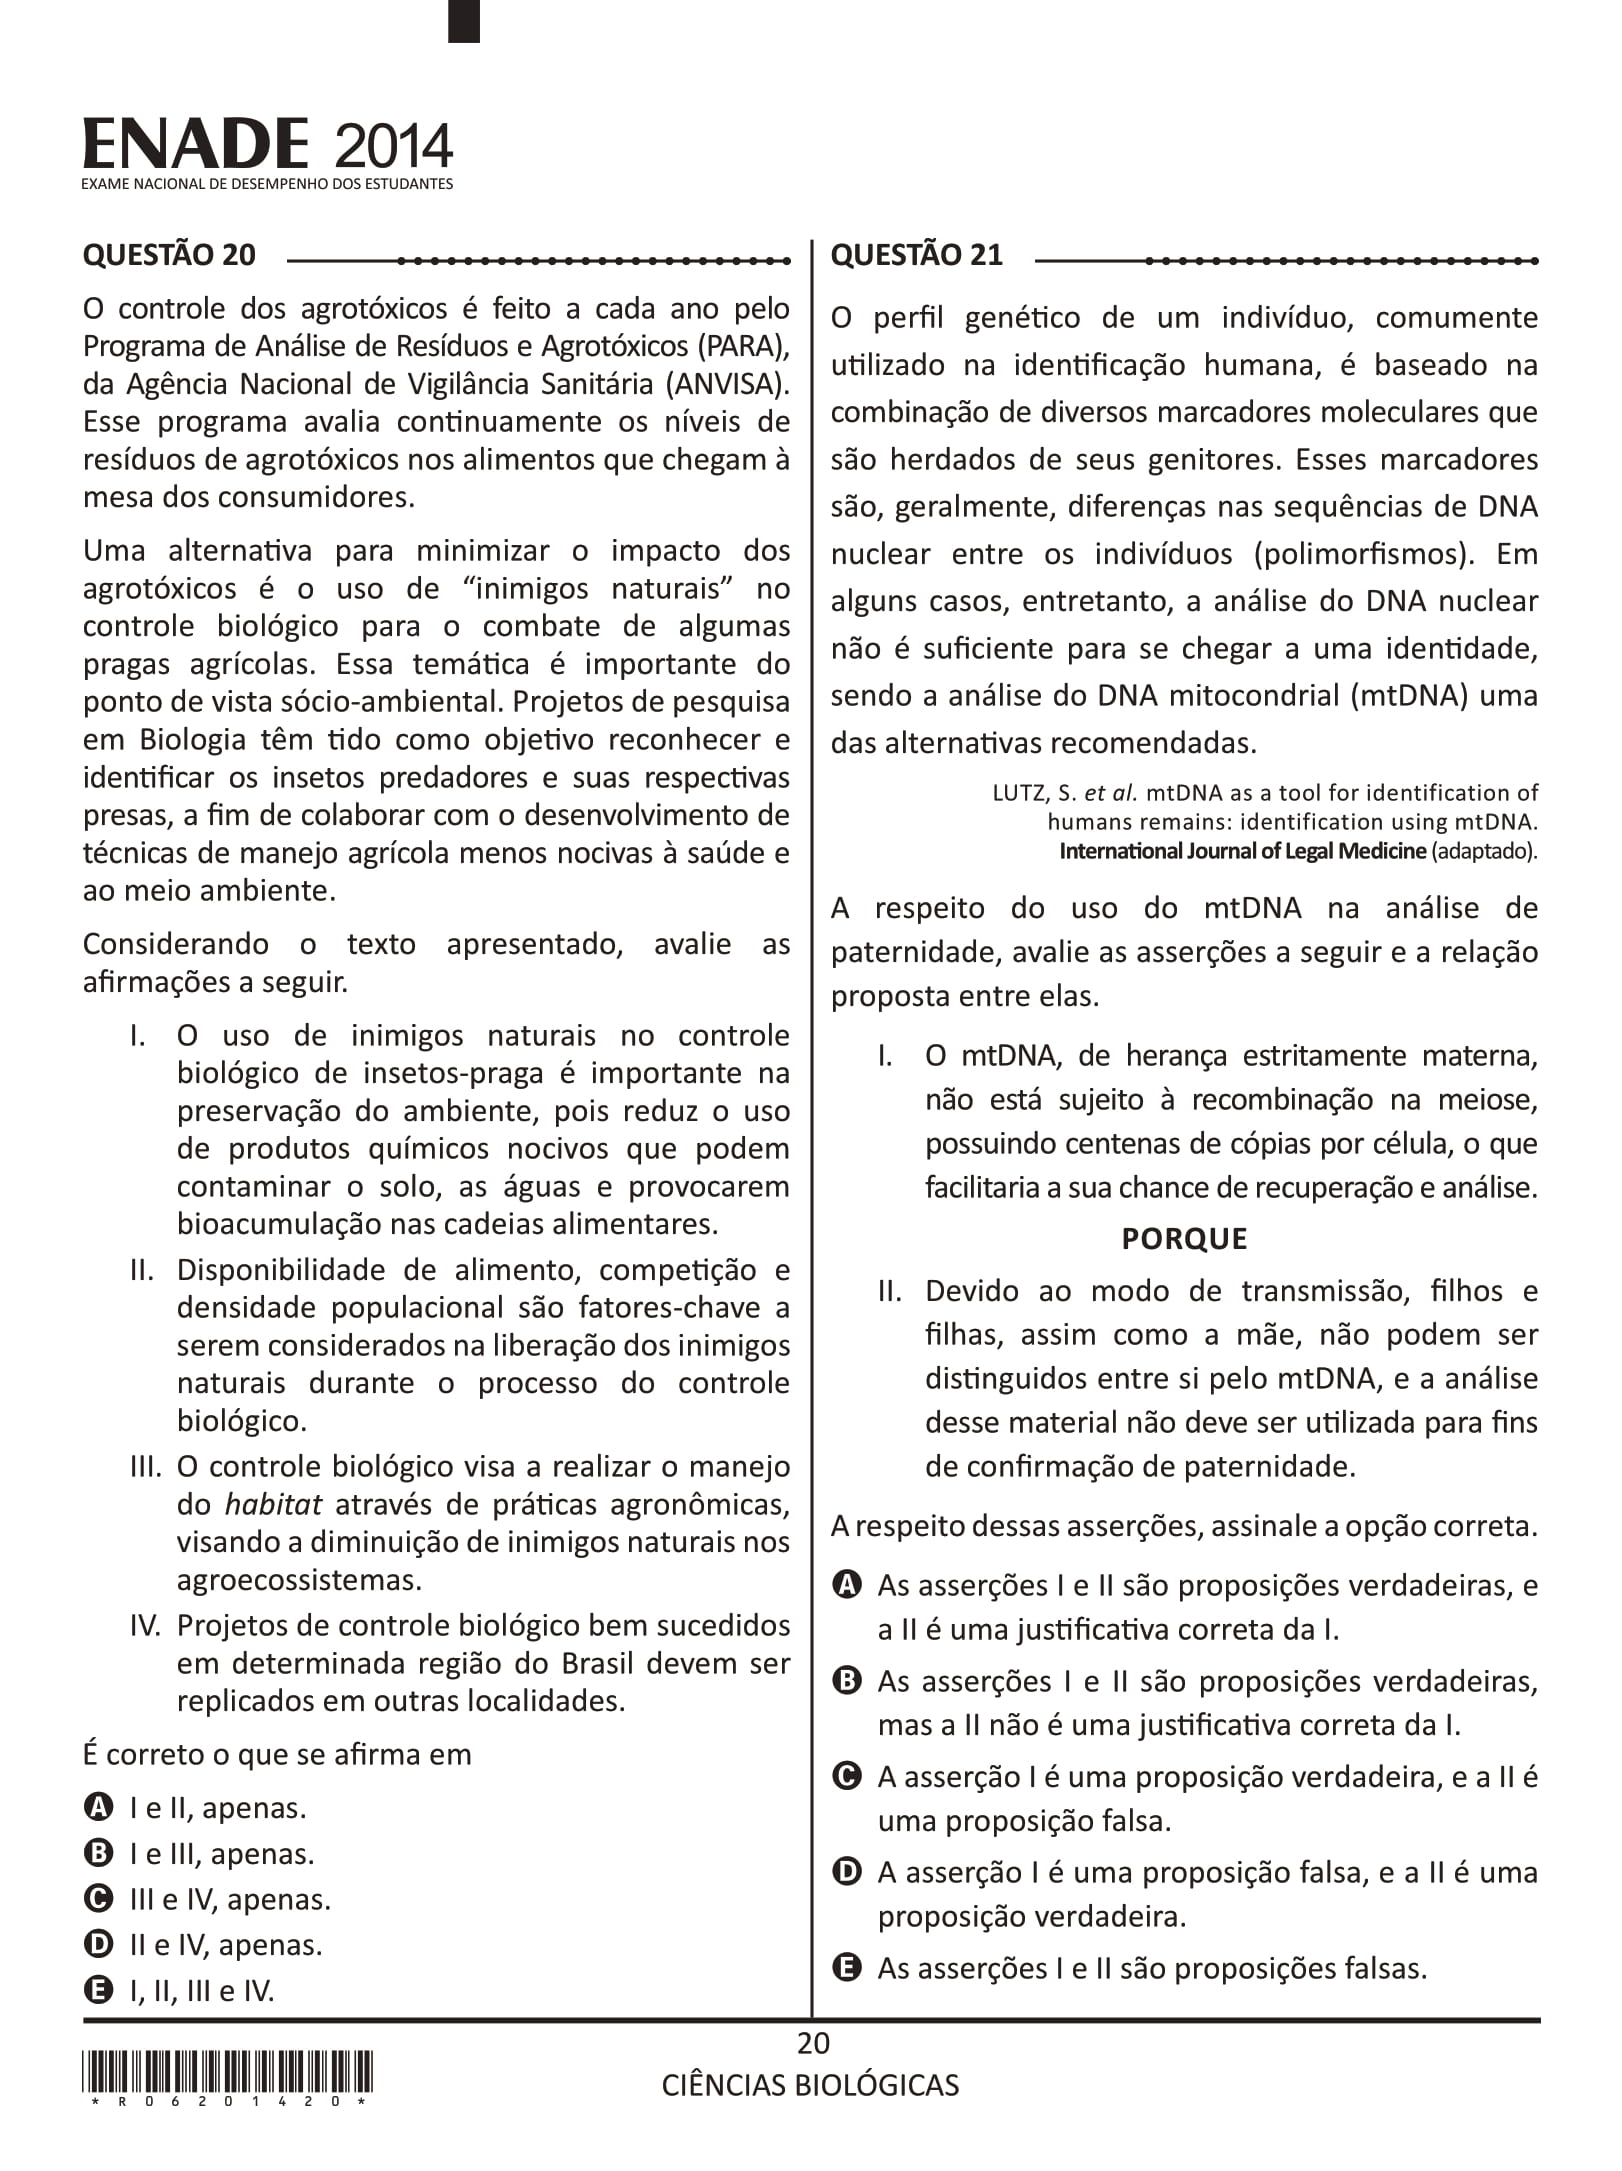 ENADE 2014
EXAME NACIONAL DE DESEMPENHO DOS ESTUDANTES
QUESTÃO 20
O controle dos agrotóxicos é feito a cada ano pelo
Programa de Análise de Resíduos e Agrotóxicos (PARA),
da Agência Nacional de Vigilância Sanitária (ANVISA).
Esse programa avalia continuamente os níveis de
resíduos de agrotóxicos nos alimentos que chegam à
mesa dos consumidores.
Uma alternativa para minimizar o impacto dos
agrotóxicos é o uso de “inimigos naturais” no
controle biológico para o combate de algumas
pragas agrícolas. Essa temática é importante do
ponto de vista sócio-ambiental. Projetos de pesquisa
em Biologia têm tido como objetivo reconhecer e
identificar os insetos predadores e suas respectivas
presas, a fim de colaborar com o desenvolvimento de
técnicas de manejo agrícola menos nocivas à saúde e
ao meio ambiente.
Considerando o texto apresentado, avalie as
afirmações a seguir.
I. O uso de inimigos naturais no controle
biológico de insetos-praga é importante na
preservação do ambiente, pois reduz o uso
de produtos químicos nocivos que podem
contaminar o solo, as águas e provocarem
bioacumulação nas cadeias alimentares.
II. Disponibilidade de alimento, competição e
densidade populacional são fatores-chave a
serem considerados na liberação dos inimigos
naturais durante o processo do controle
biológico.
III. O controle biológico visa a realizar o manejo
do habitat através de práticas agronômicas,
visando a diminuição de inimigos naturais nos
agroecossistemas.
IV. Projetos de controle biológico bem sucedidos
em determinada região do Brasil devem ser
replicados em outras localidades.
É correto o que se afirma em
A I e II, apenas.
B I e III, apenas.
C III e IV, apenas.
D II e IV, apenas.
E I, II, III e IV.
QUESTÃO 21
O perfil genético de um indivíduo, comumente
utilizado na identificação humana, é baseado na
combinação de diversos marcadores moleculares que
são herdados de seus genitores. Esses marcadores
são, geralmente, diferenças nas sequências de DNA
nuclear entre os indivíduos (polimorfismos). Em
alguns casos, entretanto, a análise do DNA nuclear
não é suficiente para se chegar a uma identidade,
sendo a análise do DNA mitocondrial (mtDNA) uma
das alternativas recomendadas.
LUTZ, S. et al. mtDNA as a tool for identification of
humans remains: identification using mtDNA.
International Journal of Legal Medicine (adaptado).
A respeito do uso do mtDNA na análise de
paternidade, avalie as asserções a seguir e a relação
proposta entre elas.
I. O mtDNA, de herança estritamente materna,
não está sujeito à recombinação na meiose,
possuindo centenas de cópias por célula, o que
facilitaria a sua chance de recuperação e análise.
PORQUE
II. Devido ao modo de transmissão, filhos e
filhas, assim como a mãe, não podem ser
distinguidos entre si pelo mtDNA, e a análise
desse material não deve ser utilizada para fins
de confirmação de paternidade.
A respeito dessas asserções, assinale a opção correta.
A As asserções I e II são proposições verdadeiras, e
a II é uma justificativa correta da I.
B As asserções I e II são proposições verdadeiras,
mas a II não é uma justificativa correta da I.
C A asserção I é uma proposição verdadeira, e a II é
uma proposição falsa.
D A asserção I é uma proposição falsa, e a II é uma
proposição verdadeira.
E As asserções I e II são proposições falsas.
20
CIÊNCIAS BIOLÓGICAS
*R06201420*